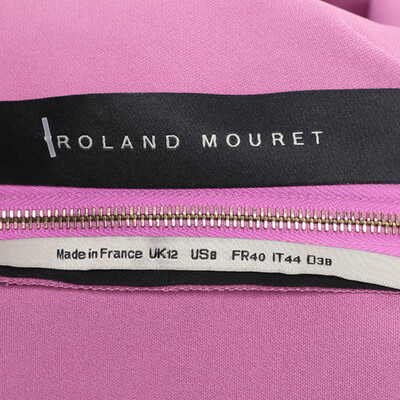 ROLAND MOURET
Made in France UK12 US8 FR40 IT44 D38